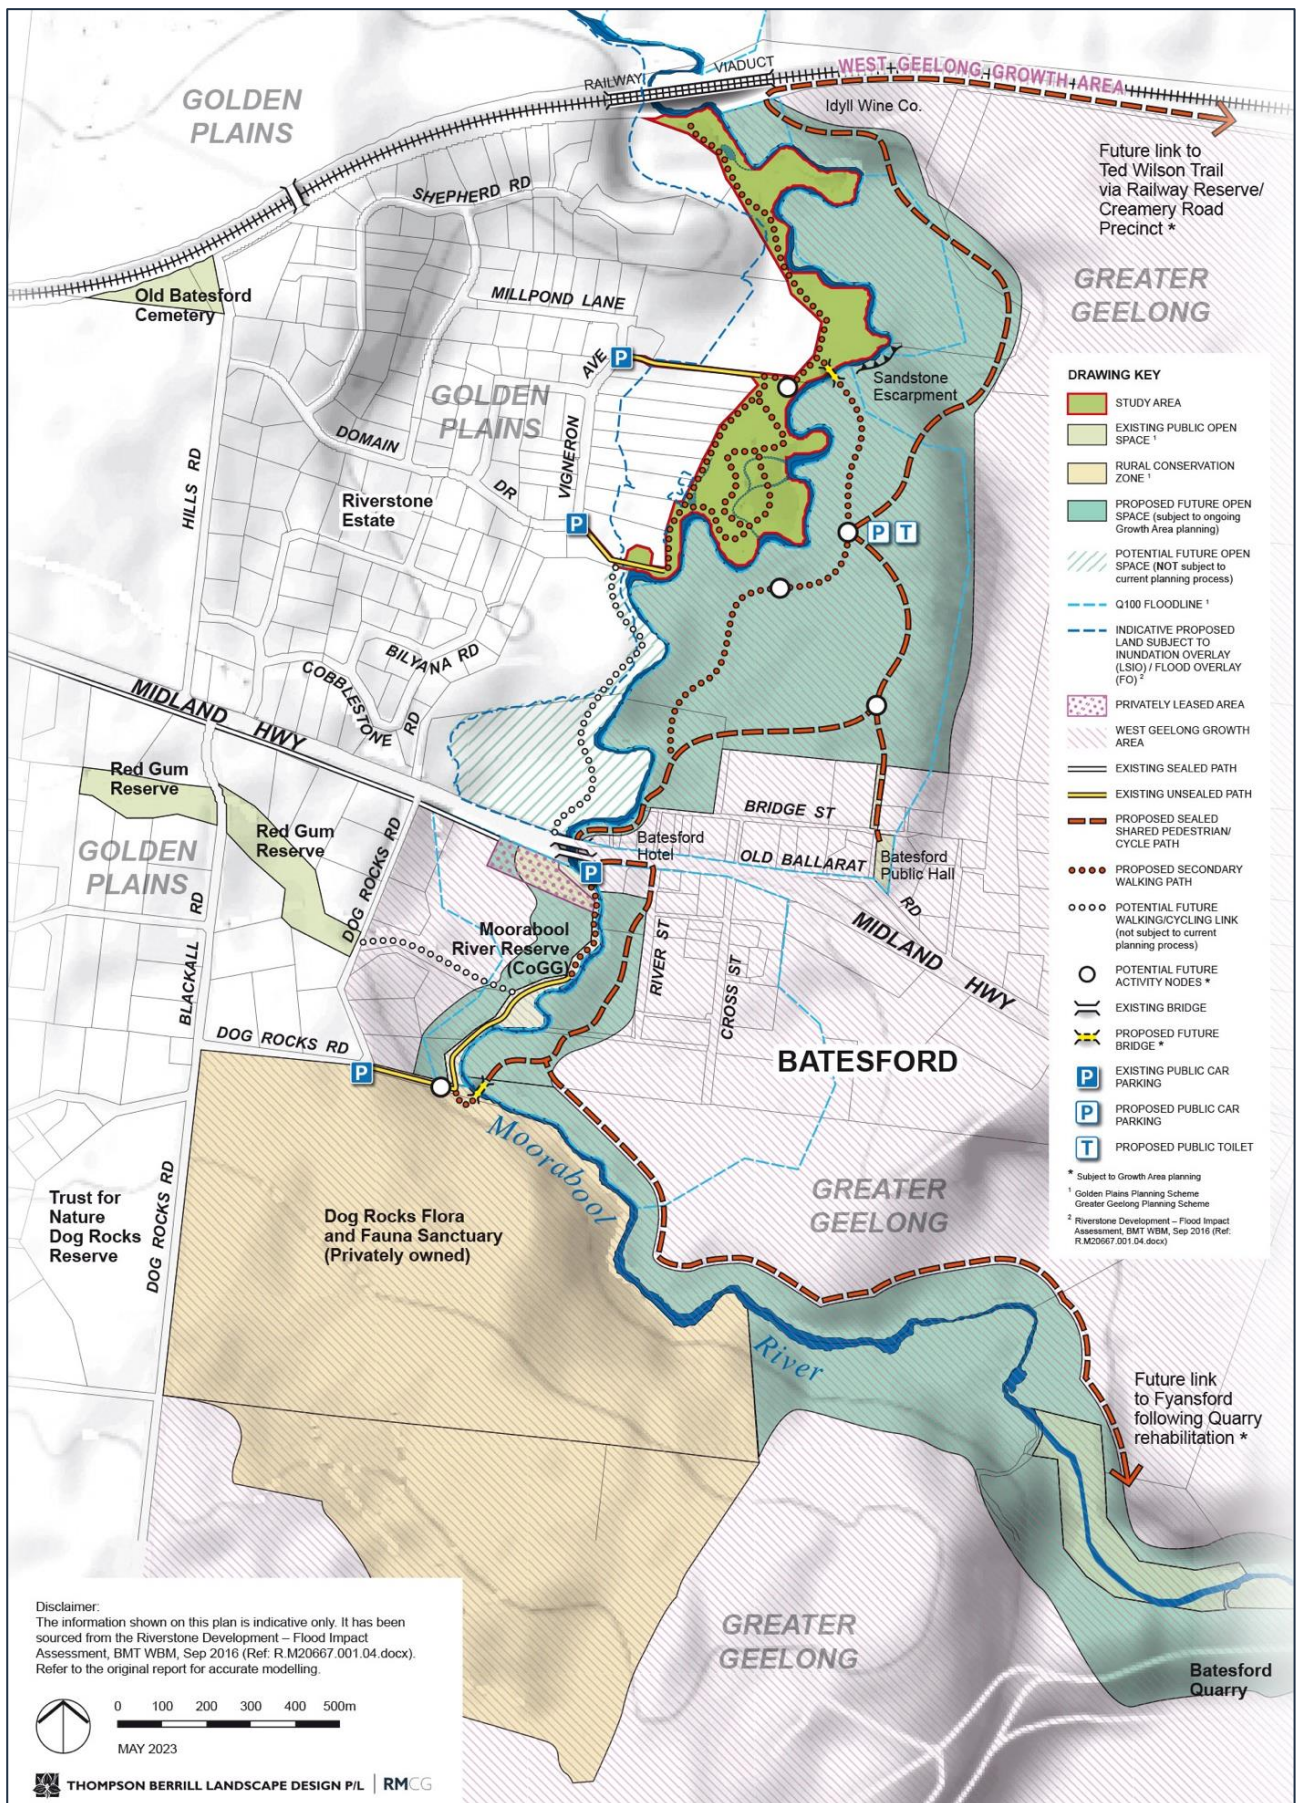 RAILWAY VIADUCT
WEST GEELONG GROWTH AREA
Idyll Wine Co.
GOLDEN
PLAINS
Future link to
Ted Wilson Trail
via Railway Reserve/
Creamery Road
Precinct *
SHEPHERD RD
GREATER
GEELONG
Old Batesford
Cemetery
MILLPOND LANE
P
AVE
Sandstone
Escarpment
GOLDEN
PLAINS
DOMAIN
DR
VIGNERON
HILLS RD
Riverstone
Estate
P
P T
BILYANA RD
COBBLESTONE
RD
MIDLAND HWY
Red Gum
Reserve
Red Gum
Reserve
BRIDGE ST
Batesford
Hotel
OLD BALLARAT
RD
Batesford
Public Hall
P
GOLDEN
PLAINS
DOG ROCKS RD
BLACKALL
RD
Moorabool
River Reserve
(CoGG)
RIVER ST
CROSS ST
MIDLAND
HWY
DOG ROCKS RD
P
BATESFORD
Moorabool
River
GREATER
GEELONG
Trust for
Nature
Dog Rocks
Reserve
DOG ROCKS RD
Dog Rocks Flora
and Fauna Sanctuary
(Privately owned)
Future link
to Fyansford
following Quarry
rehabilitation *
GREATER
GEELONG
Batesford
Quarry
DRAWING KEY
STUDY AREA
EXISTING PUBLIC OPEN
SPACE 1
RURAL CONSERVATION
ZONE 1
PROPOSED FUTURE OPEN
SPACE (subject to ongoing
Growth Area planning)
POTENTIAL FUTURE OPEN
SPACE (NOT subject to
current planning process)
Q100 FLOODLINE 1
INDICATIVE PROPOSED
LAND SUBJECT TO
INUNDATION OVERLAY
(LSIO) / FLOOD OVERLAY
(FO) 2
PRIVATELY LEASED AREA
WEST GEELONG GROWTH
AREA
EXISTING SEALED PATH
EXISTING UNSEALED PATH
PROPOSED SEALED
SHARED PEDESTRIAN/
CYCLE PATH
PROPOSED SECONDARY
WALKING PATH
POTENTIAL FUTURE
WALKING/CYCLING LINK
(not subject to current
planning process)
POTENTIAL FUTURE
ACTIVITY NODES *
EXISTING BRIDGE
PROPOSED FUTURE
BRIDGE *
P EXISTING PUBLIC CAR
PARKING
P PROPOSED PUBLIC CAR
PARKING
T PROPOSED PUBLIC TOILET
* Subject to Growth Area planning
1 Golden Plains Planning Scheme
Greater Geelong Planning Scheme
2 Riverstone Development – Flood Impact
Assessment, BMT WBM, Sep 2016 (Ref:
R.M20667.001.04.docx)
Disclaimer:
The information shown on this plan is indicative only. It has been
sourced from the Riverstone Development – Flood Impact
Assessment, BMT WBM, Sep 2016 (Ref: R.M20667.001.04.docx).
Refer to the original report for accurate modelling.
0 100 200 300 400 500m
MAY 2023
THOMPSON BERRILL LANDSCAPE DESIGN P/L | RMCG